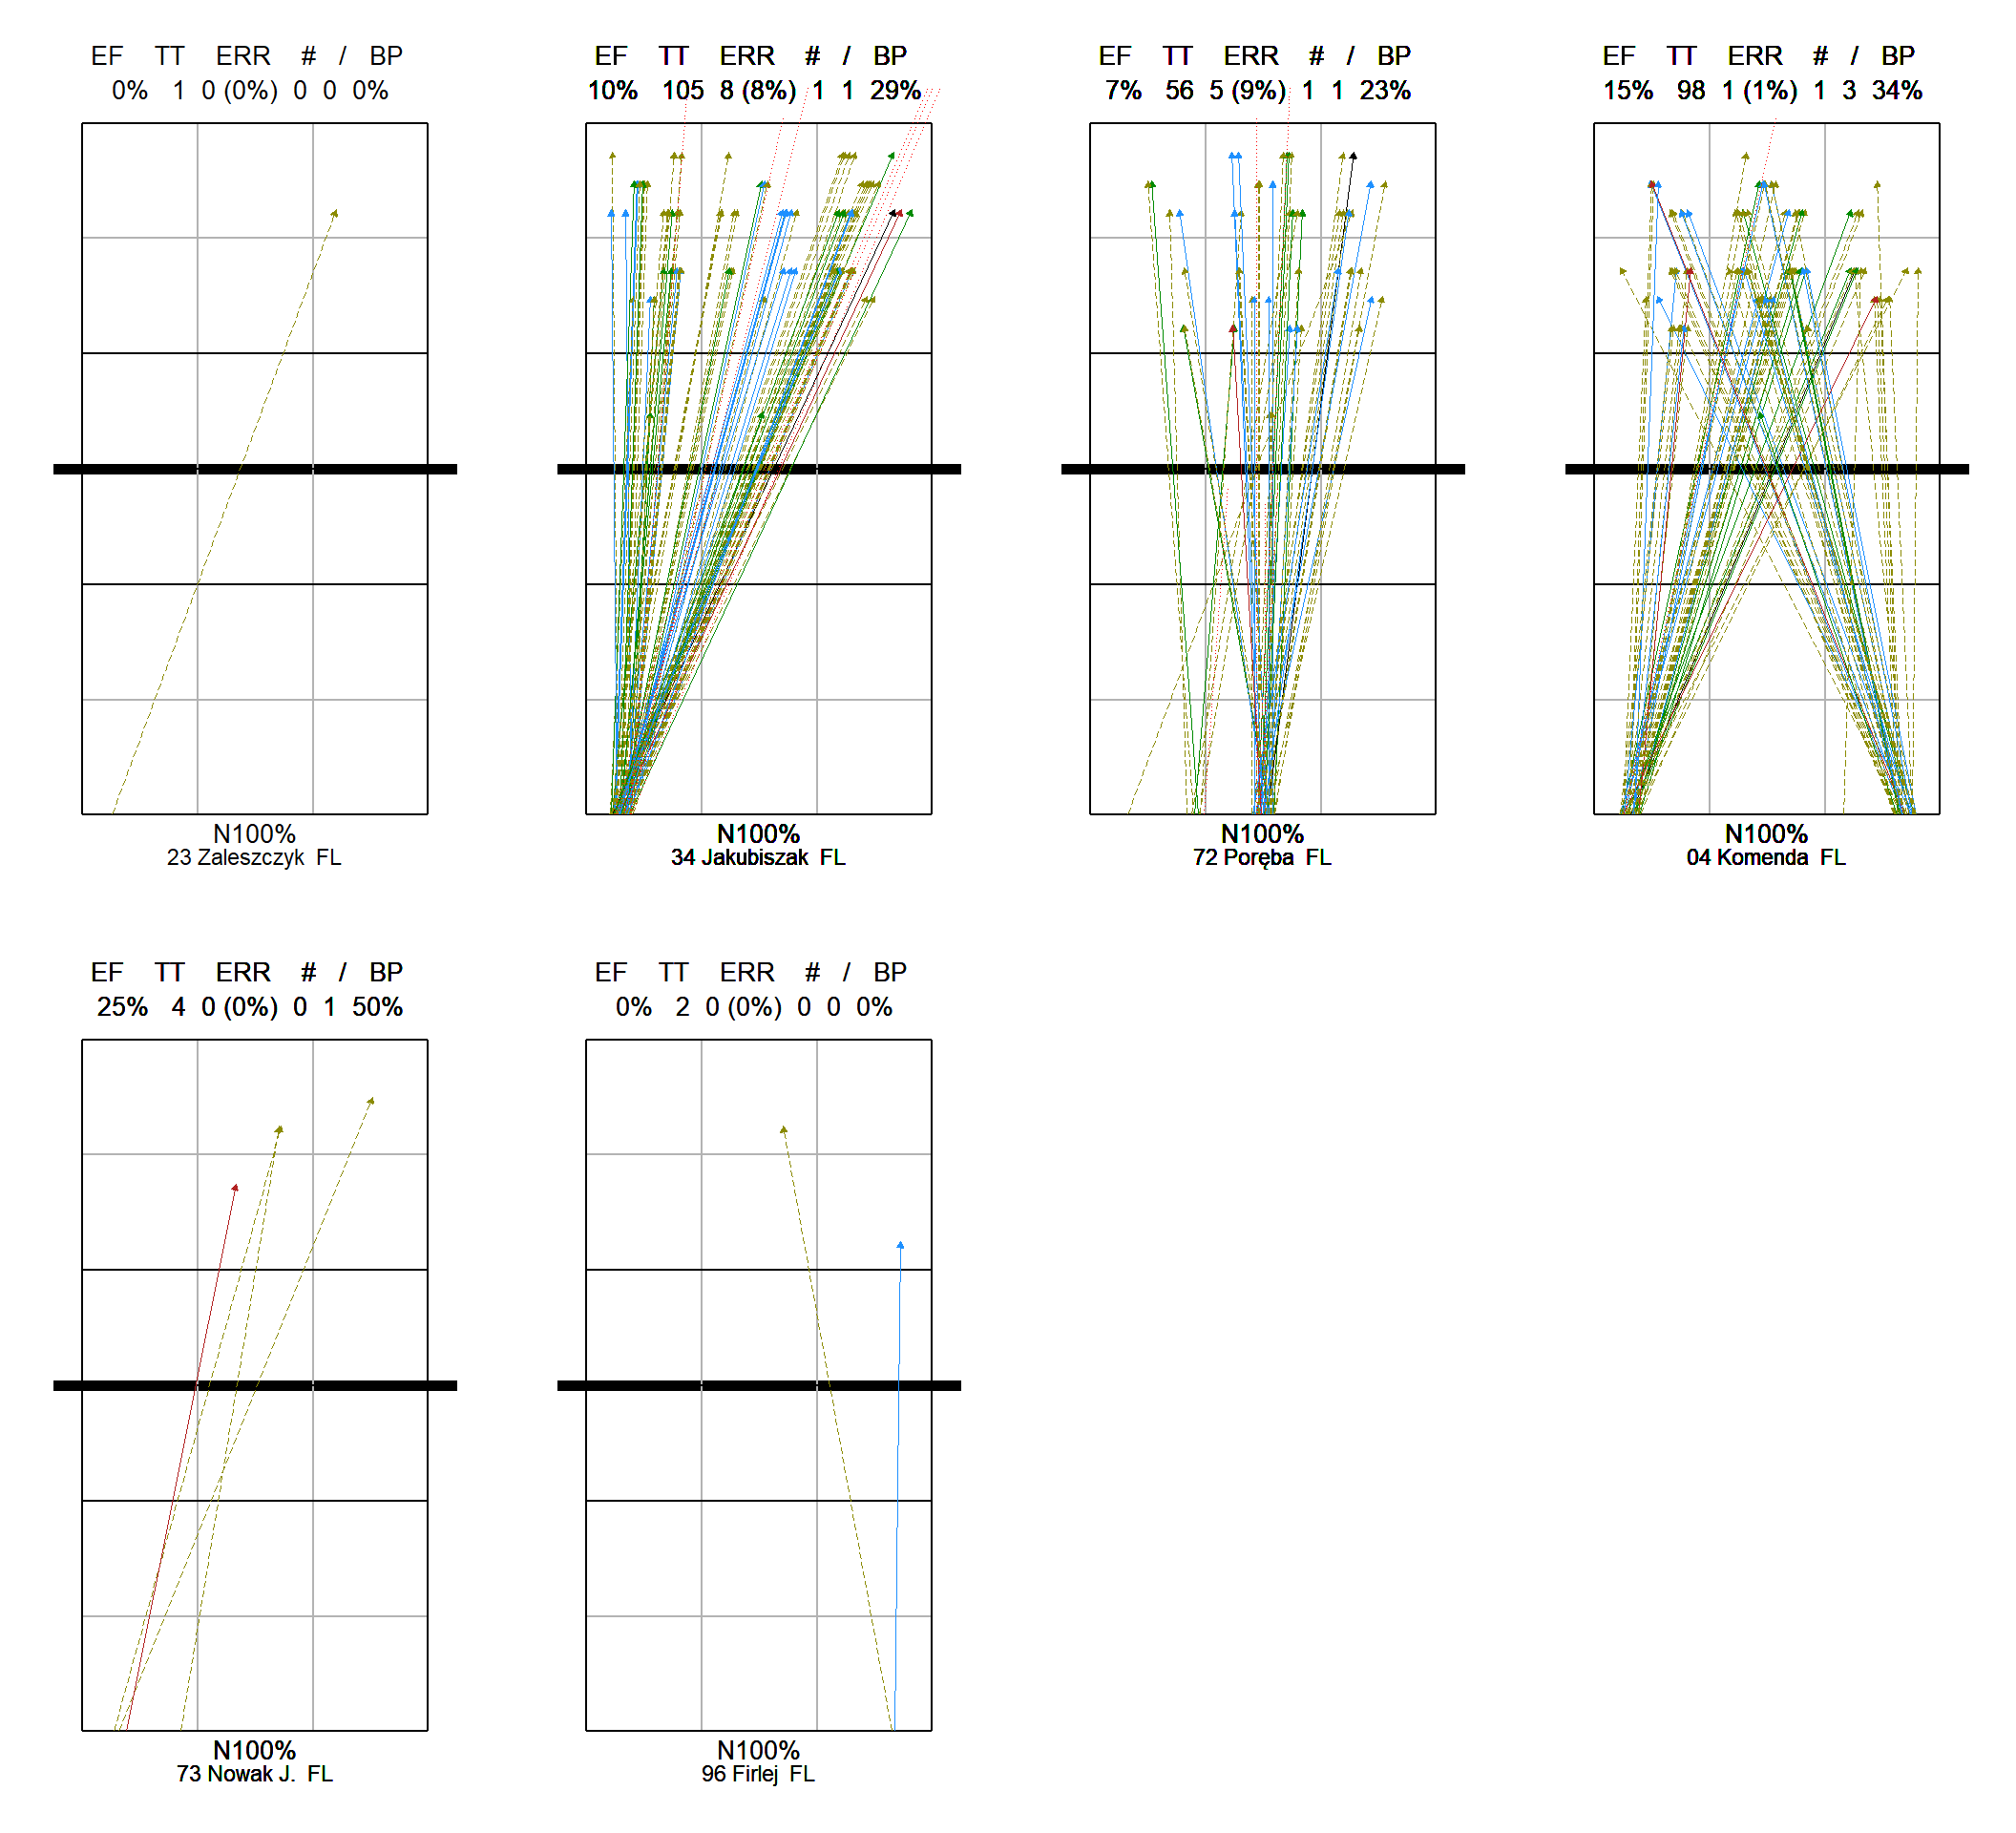 EF TT ERR # / BP
0% 1 0 (0%) 0 0 0%
N100%
23 Zaleszczyk FL
EF TT ERR # / BP
10% 105 8 (8%) 1 1 29%
N100%
34 Jakubiszak FL
EF TT ERR # / BP
7% 56 5 (9%) 1 1 23%
N100%
72 Poręba FL
EF TT ERR # / BP
15% 98 1 (1%) 1 3 34%
N100%
04 Komenda FL
EF TT ERR # / BP
25% 4 0 (0%) 0 1 50%
N100%
73 Nowak J. FL
EF TT ERR # / BP
0% 2 0 (0%) 0 0 0%
N100%
96 Firlej FL